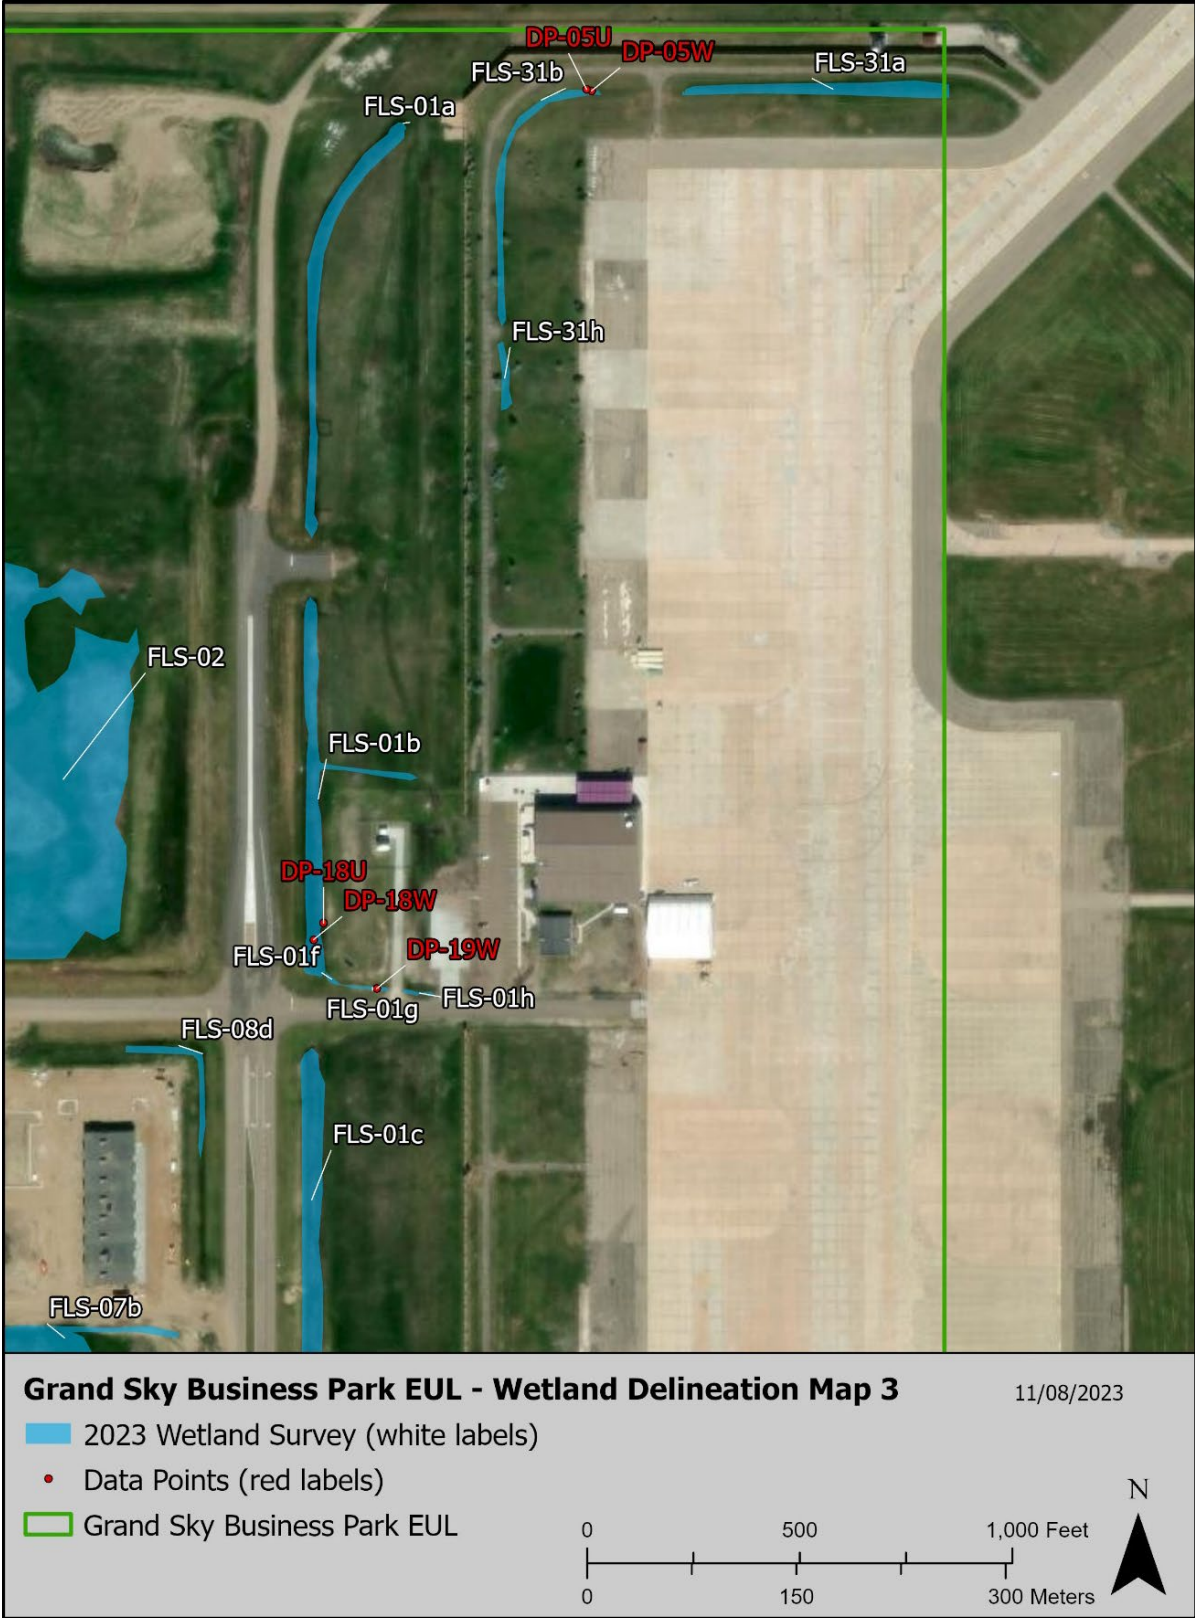 DP-05U
DP-05W
FLS-31b
FLS-31a
FLS-01a
FLS-31h
FLS-02
FLS-01b
DP-18U
DP-18W
FLS-01f
DP-19W
FLS-01g
FLS-01h
FLS-08d
FLS-01c
FLS-07b
Grand Sky Business Park EUL - Wetland Delineation Map 3
11/08/2023
2023 Wetland Survey (white labels)
Data Points (red labels)
Grand Sky Business Park EUL
N
0 500 1,000 Feet
0 150 300 Meters